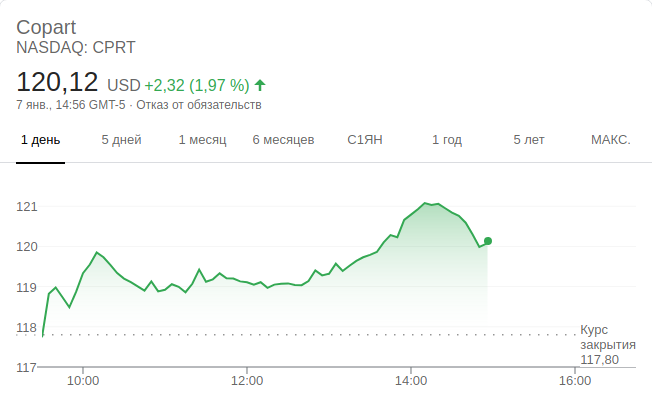 Copart
NASDAQ: CPRT
120,12 USD +2,32 (1,97 %)
7 янв., 14:56 GMT-5 · Отказ от обязательств
1 день 5 дней 1 месяц 6 месяцев С1ЯН 1 год 5 лет МАКС.
121
120
119
118
117
Курс
закрытия
117,80
10:00 12:00 14:00 16:00